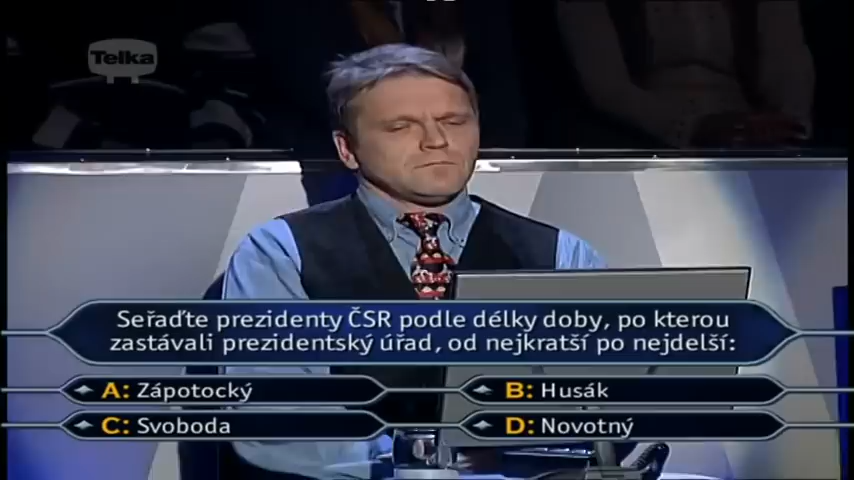 Telka
Seřaďte prezidenty ČSR podle délky doby, po kterou
zastávali prezidentský úřad, od nejkratší po nejdelší:
A: Zápotocký
B: Husák
C: Svoboda
D: Novotný